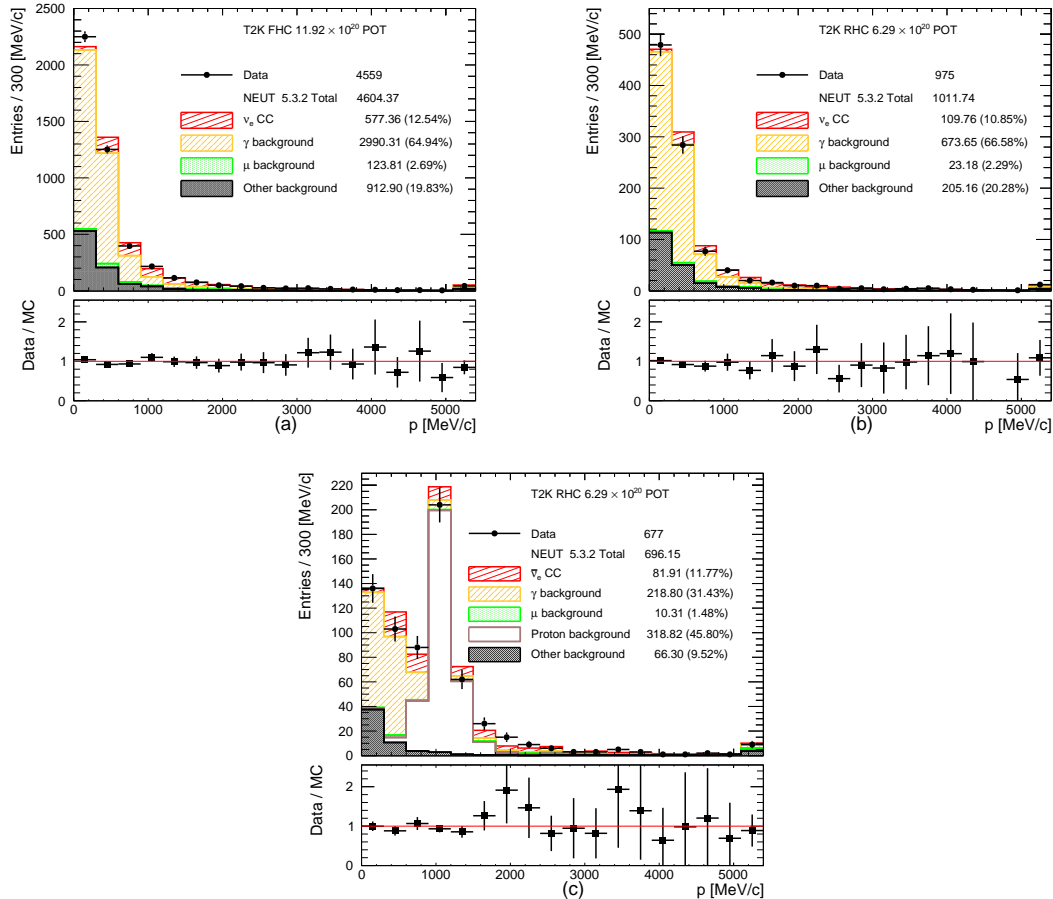 T2K FHC 11.92 × 10²⁰ POT
Entries / 300 [MeV/c]
2500
2000
1500
1000
500
0
Data 4559
NEUT 5.3.2 Total 4604.37
νₑ CC 577.36 (12.54%)
γ background 2990.31 (64.94%)
μ background 123.81 (2.69%)
Other background 912.90 (19.83%)
Data / MC
2
1
0
0 1000 2000 3000 4000 5000
(a) p [MeV/c]
T2K RHC 6.29 × 10²⁰ POT
Entries / 300 [MeV/c]
500
400
300
200
100
0
Data 975
NEUT 5.3.2 Total 1011.74
νₑ CC 109.76 (10.85%)
γ background 673.65 (66.58%)
μ background 23.18 (2.29%)
Other background 205.16 (20.28%)
Data / MC
2
1
0
0 1000 2000 3000 4000 5000
(b) p [MeV/c]
T2K RHC 6.29 × 10²⁰ POT
Entries / 300 [MeV/c]
220
200
180
160
140
120
100
80
60
40
20
0
Data 677
NEUT 5.3.2 Total 696.15
ν̅ₑ CC 81.91 (11.77%)
γ background 218.80 (31.43%)
μ background 10.31 (1.48%)
Proton background 318.82 (45.80%)
Other background 66.30 (9.52%)
Data / MC
2
1
0
0 1000 2000 3000 4000 5000
(c) p [MeV/c]